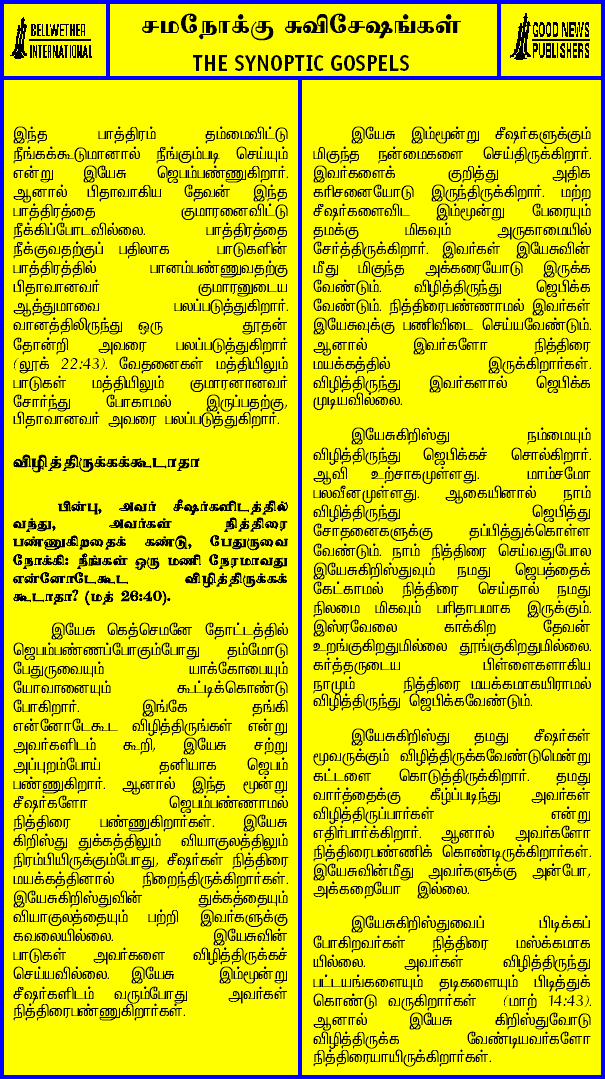 BELLWETHER
INTERNATIONAL
சமநோக்கு சுவிசேஷங்கள்
THE SYNOPTIC GOSPELS
GOOD NEWS
PUBLISHERS
இந்த பாத்திரம் தம்மைவிட்டு
நீங்கக்கூடுமானால் நீங்கும்படி செய்யும்
என்று இயேசு ஜெபம்பண்ணுகிறார்.
ஆனால் பிதாவாகிய தேவன் இந்த
பாத்திரத்தை குமாரனைவிட்டு
நீக்கிப்போடவில்லை. பாத்திரத்தை
நீக்குவதற்குப் பதிலாக பாடுகளின்
பாத்திரத்தில் பானம்பண்ணுவதற்கு
பிதாவானவர் குமாரனுடைய
ஆத்துமாவை பலப்படுத்துகிறார்.
வானத்திலிருந்து ஒரு தூதன்
தோன்றி அவரை பலப்படுத்துகிறார்
(லூக் 22:43). வேதனைகள் மத்தியிலும்
பாடுகள் மத்தியிலும் குமாரனானவர்
சோர்ந்து போகாமல் இருப்பதற்கு,
பிதாவானவர் அவரை பலப்படுத்துகிறார்.
விழித்திருக்கக்கூடாதா
பின்பு, அவர் சீஷர்களிடத்தில்
வந்து, அவர்கள் நித்திரை
பண்ணுகிறதைக் கண்டு, பேதுருவை
நோக்கி: நீங்கள் ஒரு மணி நேரமாவது
என்னோடேகூட விழித்திருக்கக்
கூடாதா? (மத் 26:40).
இயேசு கெத்செமனே தோட்டத்தில்
ஜெபம்பண்ணப்போகும்போது தம்மோடு
பேதுருவையும் யாக்கோபையும்
யோவானையும் கூட்டிக்கொண்டு
போகிறார். இங்கே தங்கி
என்னோடேகூட விழித்திருங்கள் என்று
அவர்களிடம் கூறி, இயேசு சற்று
அப்புறம்போய் தனியாக ஜெபம்
பண்ணுகிறார். ஆனால் இந்த மூன்று
சீஷர்களோ ஜெபம்பண்ணாமல்
நித்திரை பண்ணுகிறார்கள். இயேசு
கிறிஸ்து துக்கத்திலும் வியாகுலத்திலும்
நிரம்பியிருக்கும்போது, சீஷர்கள் நித்திரை
மயக்கத்தினால் நிறைந்திருக்கிறார்கள்.
இயேசுகிறிஸ்துவின் துக்கத்தையும்
வியாகுலத்தையும் பற்றி இவர்களுக்கு
கவலையில்லை. இயேசுவின்
பாடுகள் அவர்களை விழித்திருக்கச்
செய்யவில்லை. இயேசு இம்மூன்று
சீஷர்களிடம் வரும்போது அவர்கள்
நித்திரைபண்ணுகிறார்கள்.
இயேசு இம்மூன்று சீஷர்களுக்கும்
மிகுந்த நன்மைகளை செய்திருக்கிறார்.
இவர்களைக் குறித்து அதிக
கரிசனையோடு இருந்திருக்கிறார். மற்ற
சீஷர்களைவிட இம்மூன்று பேரையும்
தமக்கு மிகவும் அருகாமையில்
சேர்த்திருக்கிறார். இவர்கள் இயேசுவின்
மீது மிகுந்த அக்கரையோடு இருக்க
வேண்டும். விழித்திருந்து ஜெபிக்க
வேண்டும். நித்திரைபண்ணாமல் இவர்கள்
இயேசுவுக்கு பணிவிடை செய்யவேண்டும்.
ஆனால் இவர்களோ நித்திரை
மயக்கத்தில் இருக்கிறார்கள்.
விழித்திருந்து இவர்களால் ஜெபிக்க
முடியவில்லை.
இயேசுகிறிஸ்து நம்மையும்
விழித்திருந்து ஜெபிக்கச் சொல்கிறார்.
ஆவி உற்சாகமுள்ளது. மாம்சமோ
பலவீனமுள்ளது. ஆகையினால் நாம்
விழித்திருந்து ஜெபித்து
சோதனைகளுக்கு தப்பித்துக்கொள்ள
வேண்டும். நாம் நித்திரை செய்வதுபோல
இயேசுகிறிஸ்துவும் நமது ஜெபத்தைக்
கேட்காமல் நித்திரை செய்தால் நமது
நிலமை மிகவும் பரிதாபமாக இருக்கும்.
இஸ்ரவேலை காக்கிற தேவன்
உறங்குகிறதுமில்லை தூங்குகிறதுமில்லை.
கர்த்தருடைய பிள்ளைகளாகிய
நாமும் நித்திரை மயக்கமாகயிராமல்
விழித்திருந்து ஜெபிக்கவேண்டும்.
இயேசுகிறிஸ்து தமது சீஷர்கள்
மூவருக்கும் விழித்திருக்கவேண்டுமென்று
கட்டளை கொடுத்திருக்கிறார். தமது
வார்த்தைக்கு கீழ்ப்படிந்து அவர்கள்
விழித்திருப்பார்கள் என்று
எதிர்பார்க்கிறார். ஆனால் அவர்களோ
நித்திரைபண்ணிக் கொண்டிருக்கிறார்கள்.
இயேசுவின்மீது அவர்களுக்கு அன்போ,
அக்கறையோ இல்லை.
இயேசுகிறிஸ்துவைப் பிடிக்கப்
போகிறவர்கள் நித்திரை மஸ்க்கமாக
யில்லை. அவர்கள் விழித்திருந்து
பட்டயங்களையும் தடிகளையும் பிடித்துக்
கொண்டு வருகிறார்கள் (மாற் 14:43).
ஆனால் இயேசு கிறிஸ்துவோடு
விழித்திருக்க வேண்டியவர்களோ
நித்திரையாயிருக்கிறார்கள்.